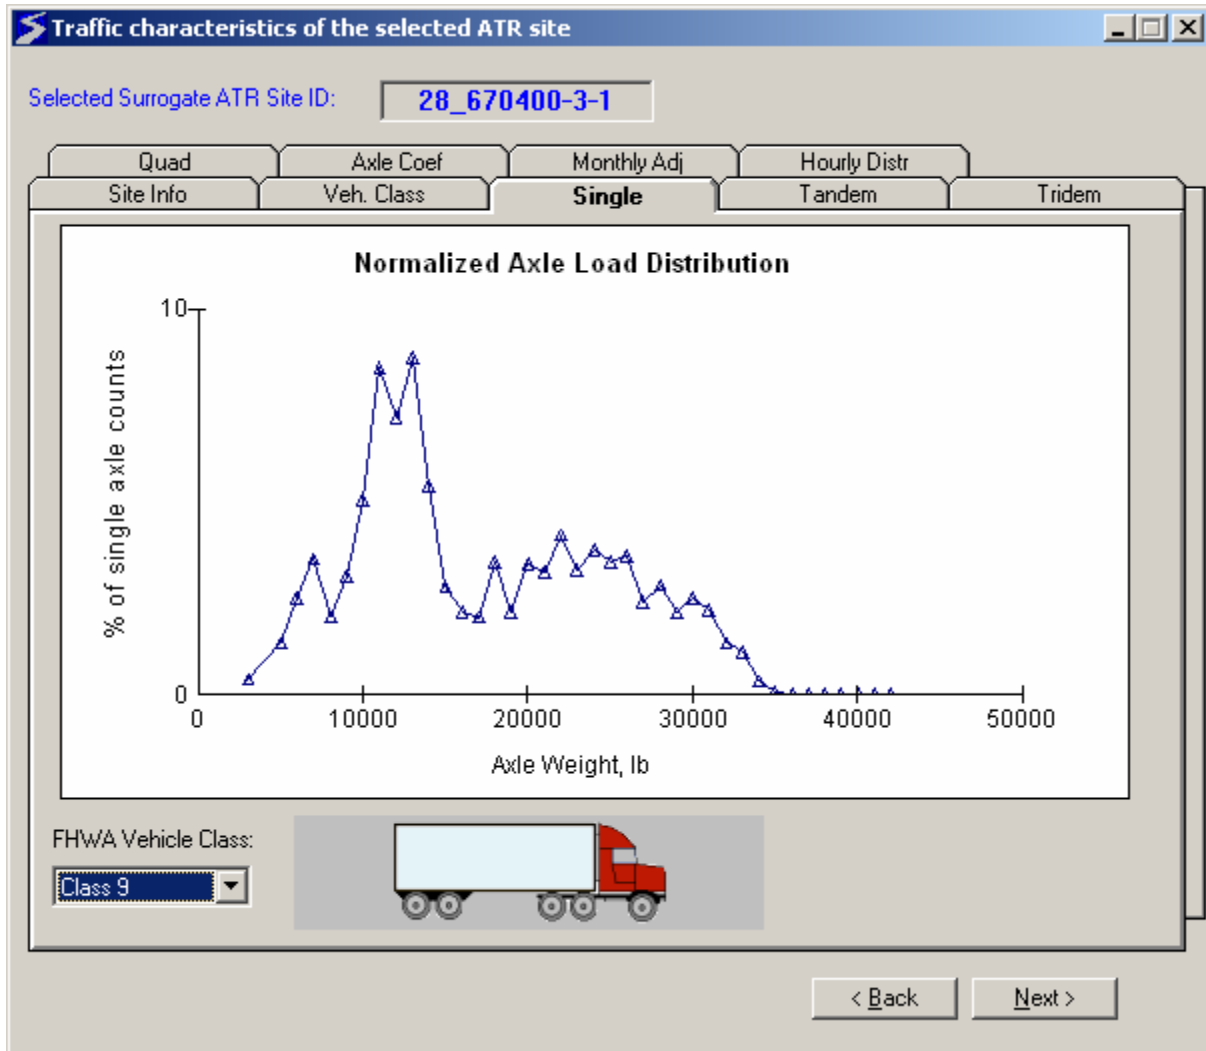 Traffic characteristics of the selected ATR site
Selected Surrogate ATR Site ID: 28_670400-3-1
Quad Axle Coef Monthly Adj Hourly Distr
Site Info Veh. Class Single Tandem Tridem
Normalized Axle Load Distribution
10
% of single axle counts
0
0 10000 20000 30000 40000 50000
Axle Weight, lb
FHWA Vehicle Class:
Class 9
< Back Next >